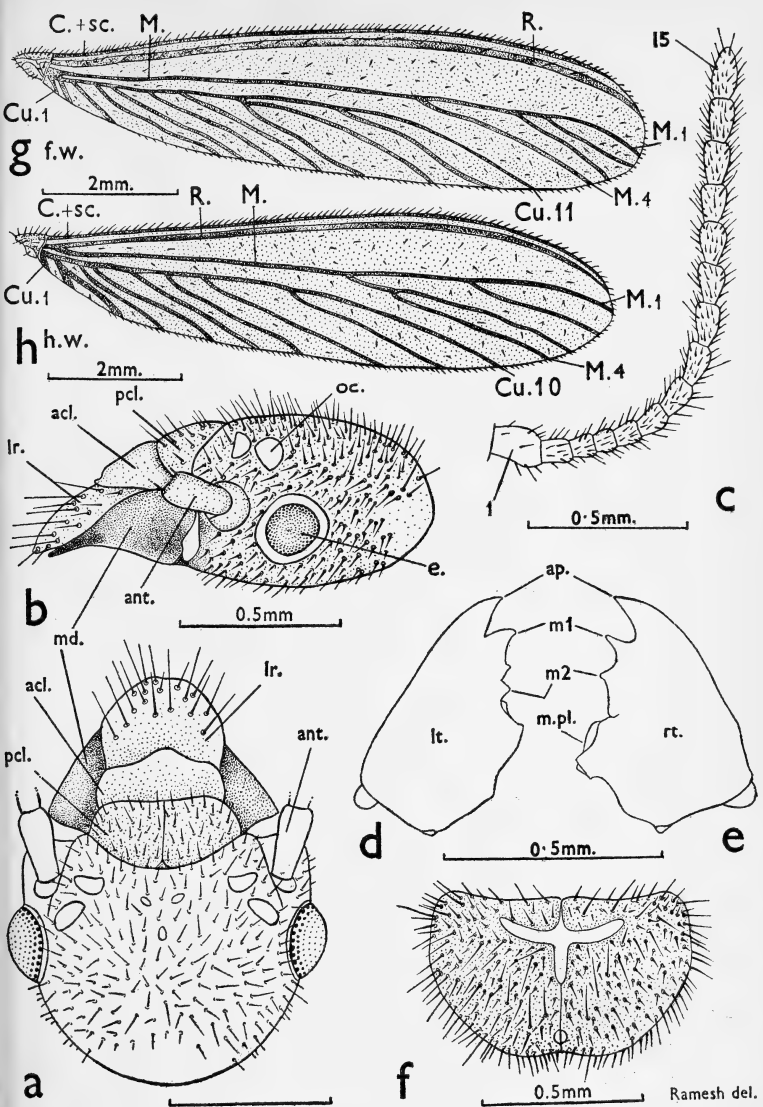 C.+sc. M. R. 15
Cu.1 M.1
g f.w. M.4
2mm. Cu.11
C.+sc. R. M.
Cu.1 M.1
h h.w. M.4
2mm. Cu.10
pcl. oc.
acl.
lr. 1
c
0·5mm.
ant. e.
b 0.5mm
md.
ap.
m1
m2
m.pl.
lt. rt.
d e
0·5mm.
lr.
acl. ant.
pcl.
a
f 0.5mm
Ramesh del.